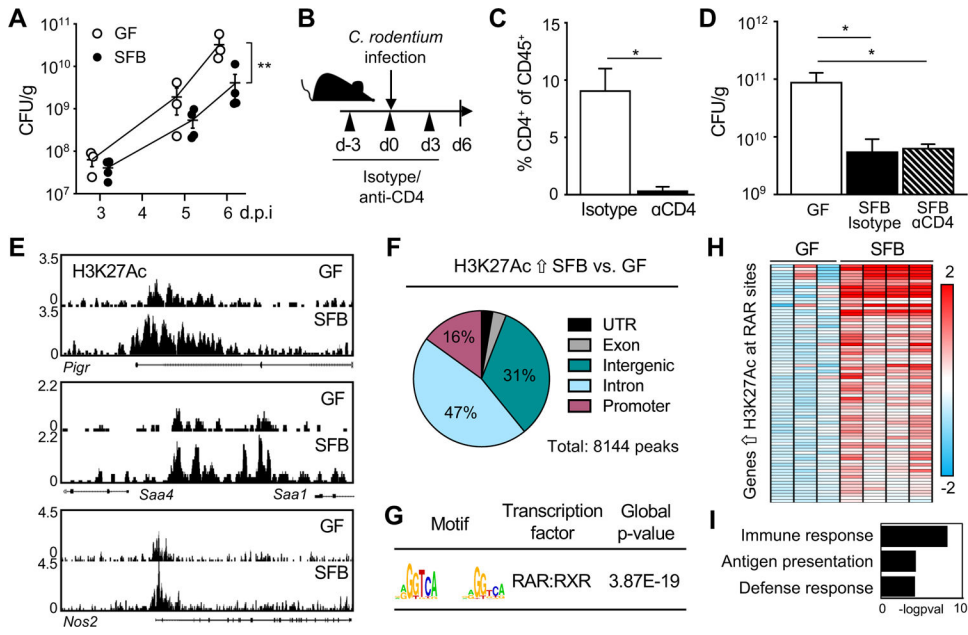 A
CFU/g
10¹¹
10¹⁰
10⁹
10⁸
10⁷
GF
SFB
**
3 4 5 6 d.p.i
B
C. rodentium
infection
d-3 d0 d3 d6
Isotype/
anti-CD4
C
% CD4⁺ of CD45⁺
15
10
5
0
*
Isotype αCD4
D
CFU/g
10¹²
10¹¹
10¹⁰
10⁹
*
*
GF SFB SFB
Isotype αCD4
E
H3K27Ac
3.5
GF
0
3.5
SFB
0
Pigr
2.2
GF
0
2.2
SFB
0
Saa4 Saa1
4.5
GF
0
4.5
SFB
0
Nos2
F
H3K27Ac ⇧ SFB vs. GF
16%
31%
47%
UTR
Exon
Intergenic
Intron
Promoter
Total: 8144 peaks
G
Motif Transcription Global
factor p-value
GGTCA GGTCA RAR:RXR 3.87E-19
H
GF SFB
Genes ⇧ H3K27Ac at RAR sites
2
-2
I
Immune response
Antigen presentation
Defense response
0 -logpval 10